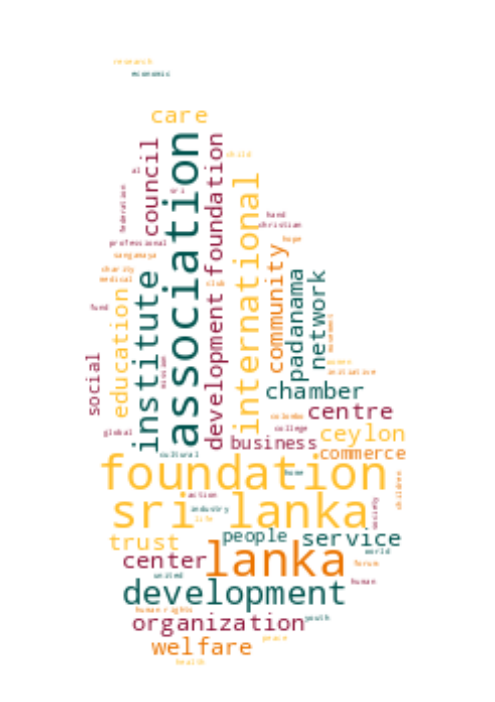 research
economic
care
association
council
development foundation
child
al
sri
federation
international
hand
christian
professional
hope
sangamaya
community
charity
medical
padanama
network
institute
club
education
fund
mission
women
initiative
social
chamber
centre
colombo
college
global
ceylon
business
commerce
cultural
foundation
home
children
action
sri lanka
society
industry
life
people
service
trust
world
center
lanka
forum
united
human
development
human rights
organization
youth
peace
welfare
health